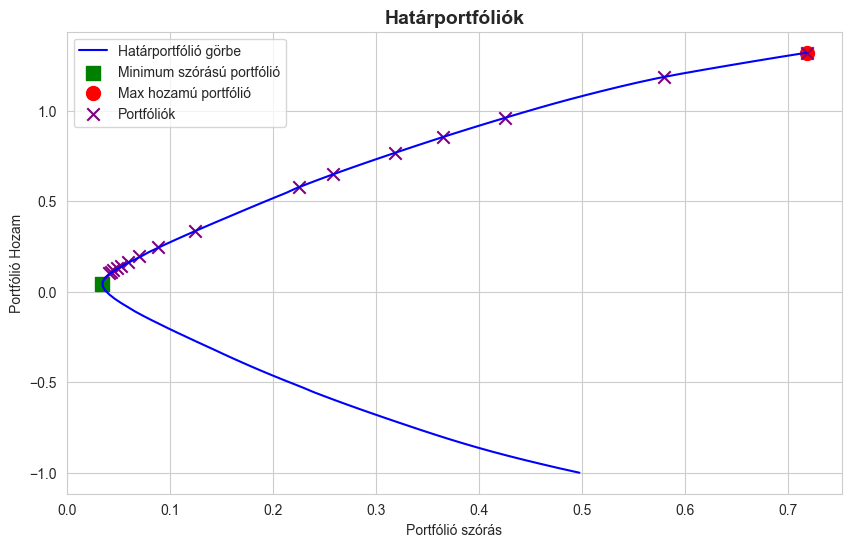 Határportfóliók
Határportfólió görbe
Minimum szórású portfólió
Max hozamú portfólió
Portfóliók
1.0
0.5
0.0
−0.5
−1.0
Portfólió Hozam
0.0 0.1 0.2 0.3 0.4 0.5 0.6 0.7
Portfólió szórás